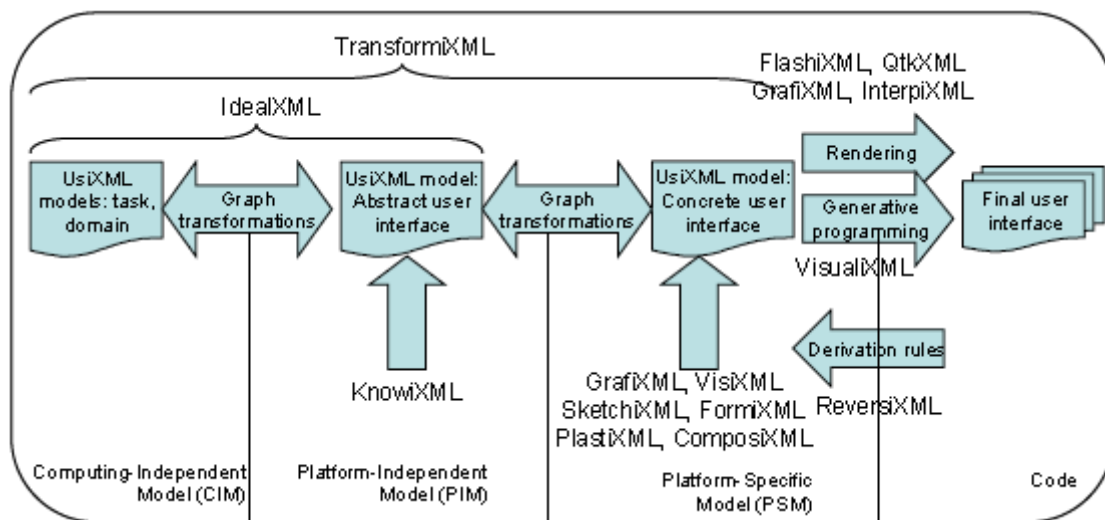 TransformiXML
FlashiXML, QtkXML
GrafiXML, InterpiXML
IdealXML
UsiXML
models: task,
domain
Graph
transformations
UsiXML model:
Abstract user
interface
Graph
transformations
UsiXML model:
Concrete user
interface
Rendering
Generative
programming
VisualiXML
Final user
interface
KnowiXML
GrafiXML, VisiXML
SketchiXML, FormiXML
PlastiXML, ComposiXML
Derivation rules
ReversiXML
Computing-Independent
Model (CIM)
Platform-Independent
Model (PIM)
Platform-Specific
Model (PSM)
Code